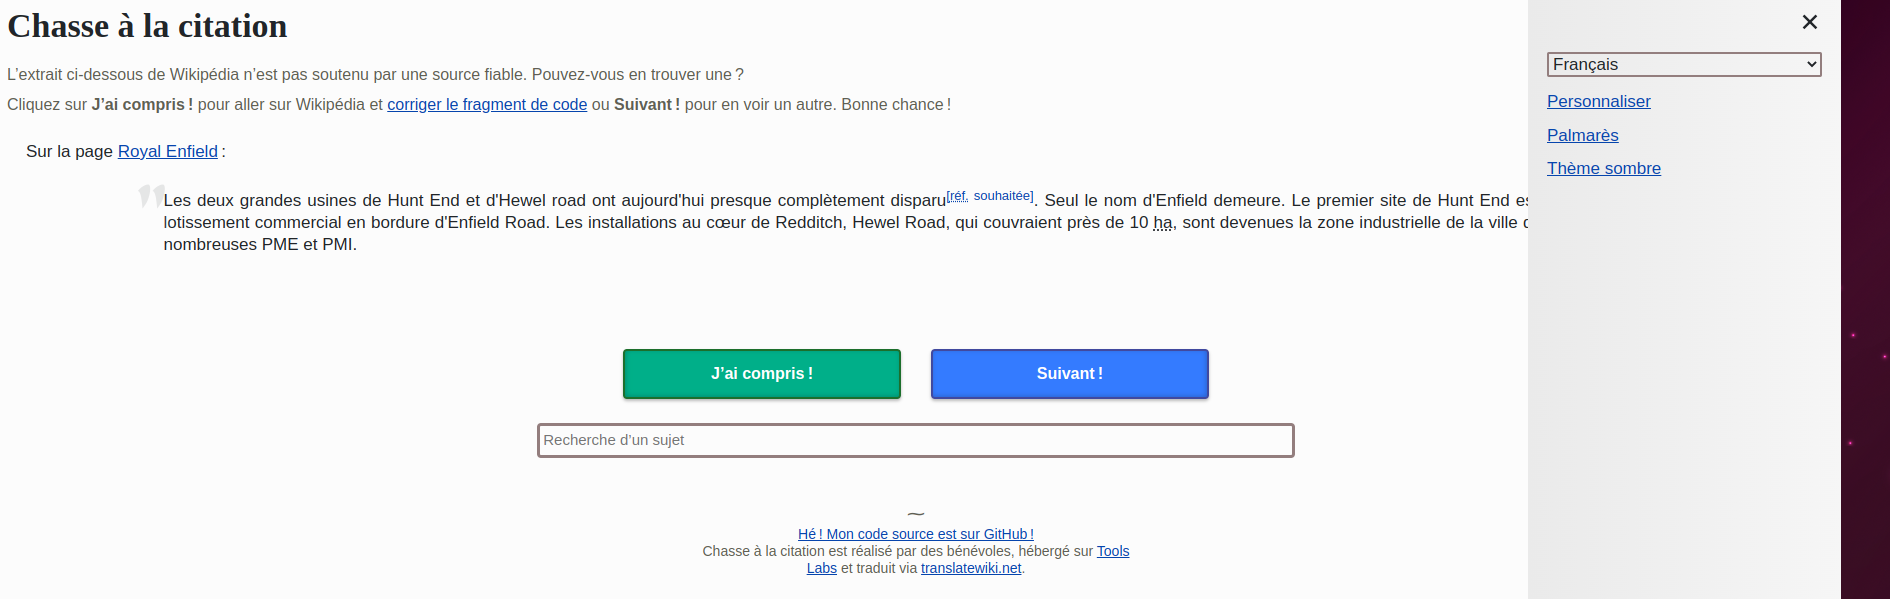 Chasse à la citation
L'extrait ci-dessous de Wikipédia n’est pas soutenu par une source fiable. Pouvez-vous en trouver une ?
Cliquez sur J’ai compris ! pour aller sur Wikipédia et corriger le fragment de code ou Suivant ! pour en voir un autre. Bonne chance !
Sur la page Royal Enfield :
Les deux grandes usines de Hunt End et d'Hewel road ont aujourd'hui presque complètement disparu[réf. souhaitée]. Seul le nom d'Enfield demeure. Le premier site de Hunt End
lotissement commercial en bordure d'Enfield Road. Les installations au cœur de Redditch, Hewel Road, qui couvraient près de 10 ha, sont devenues la zone industrielle de la ville
nombreuses PME et PMI.
J’ai compris !
Suivant !
Recherche d’un sujet
Hé ! Mon code source est sur GitHub !
Chasse à la citation est réalisé par des bénévoles, hébergé sur Tools
Labs et traduit via translatewiki.net.
Français
Personnaliser
Palmarès
Thème sombre